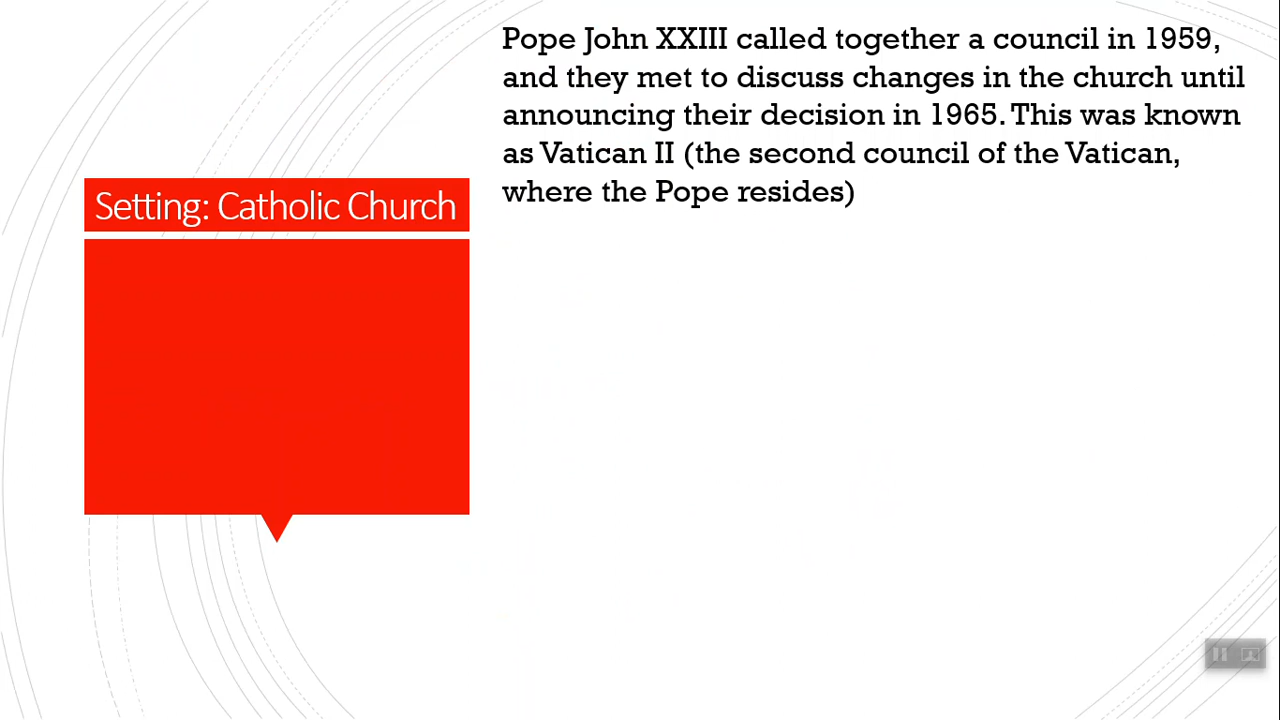 Setting: Catholic Church
Pope John XXIII called together a council in 1959,
and they met to discuss changes in the church until
announcing their decision in 1965. This was known
as Vatican II (the second council of the Vatican,
where the Pope resides)